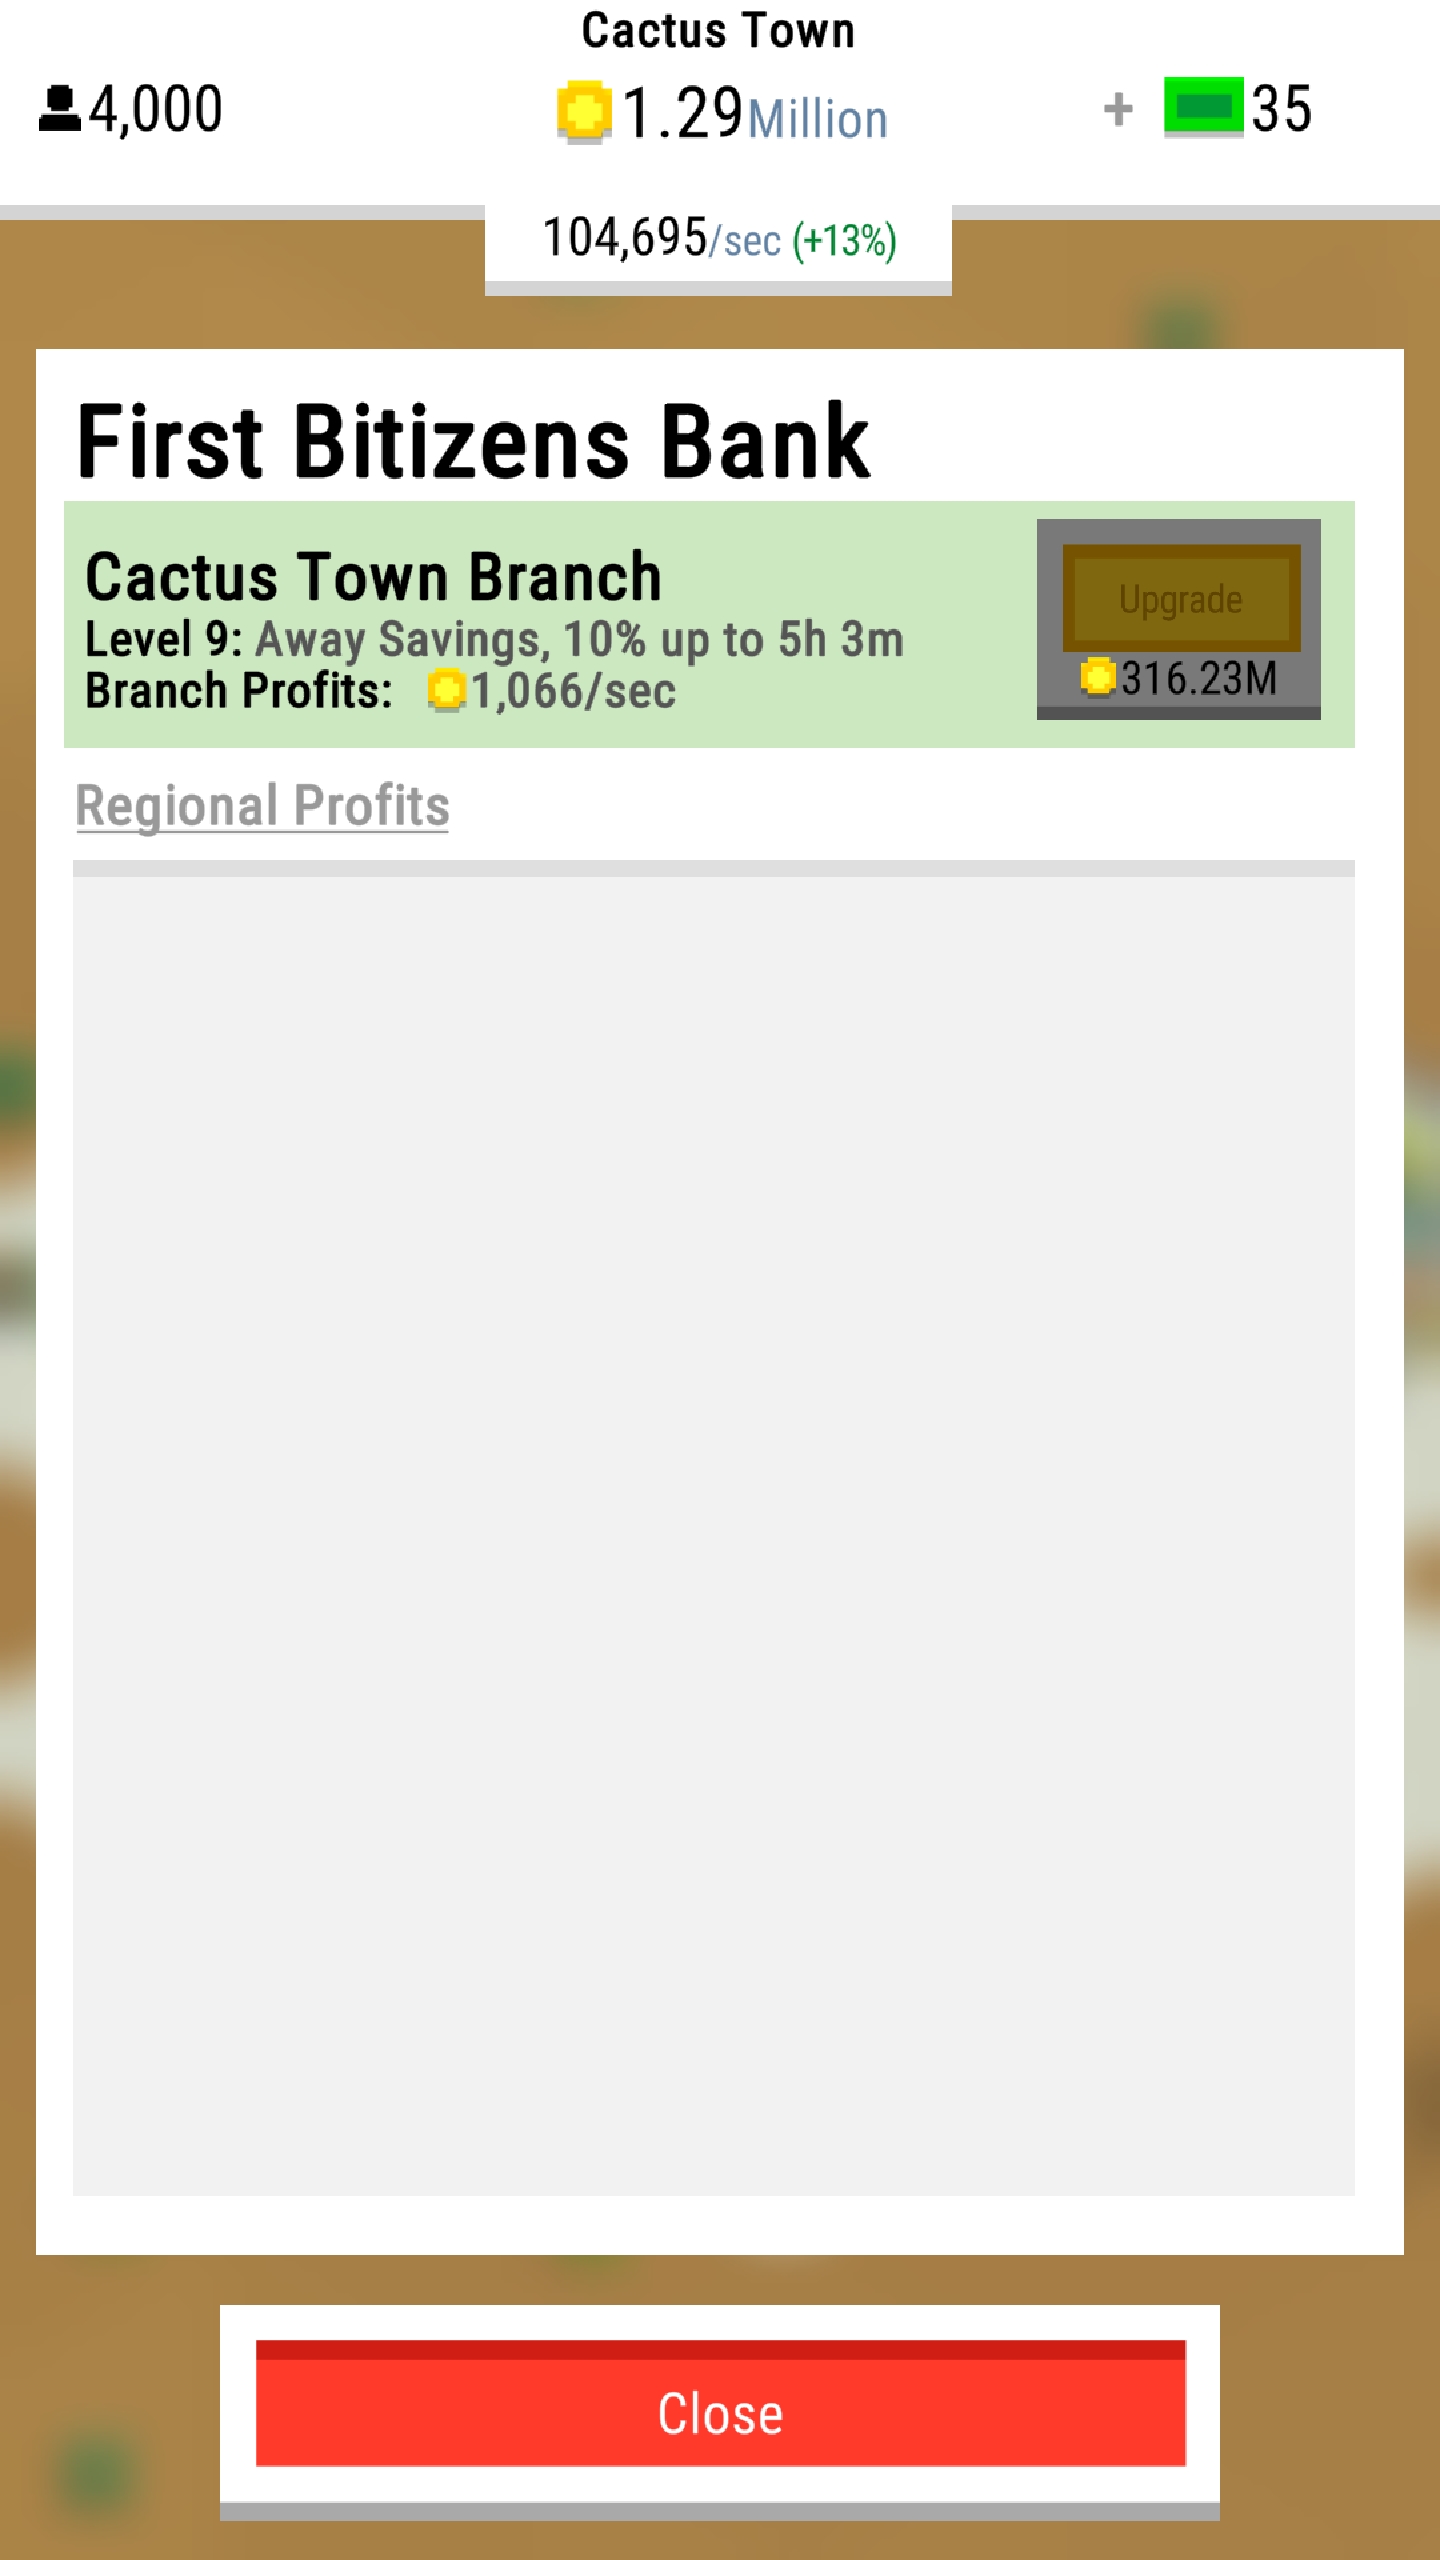 Cactus Town
4,000
1.29Million
+ 35
104,695/sec (+13%)
First Bitizens Bank
Cactus Town Branch
Level 9: Away Savings, 10% up to 5h 3m
Branch Profits: 1,066/sec
Upgrade
316.23M
Regional Profits
Close